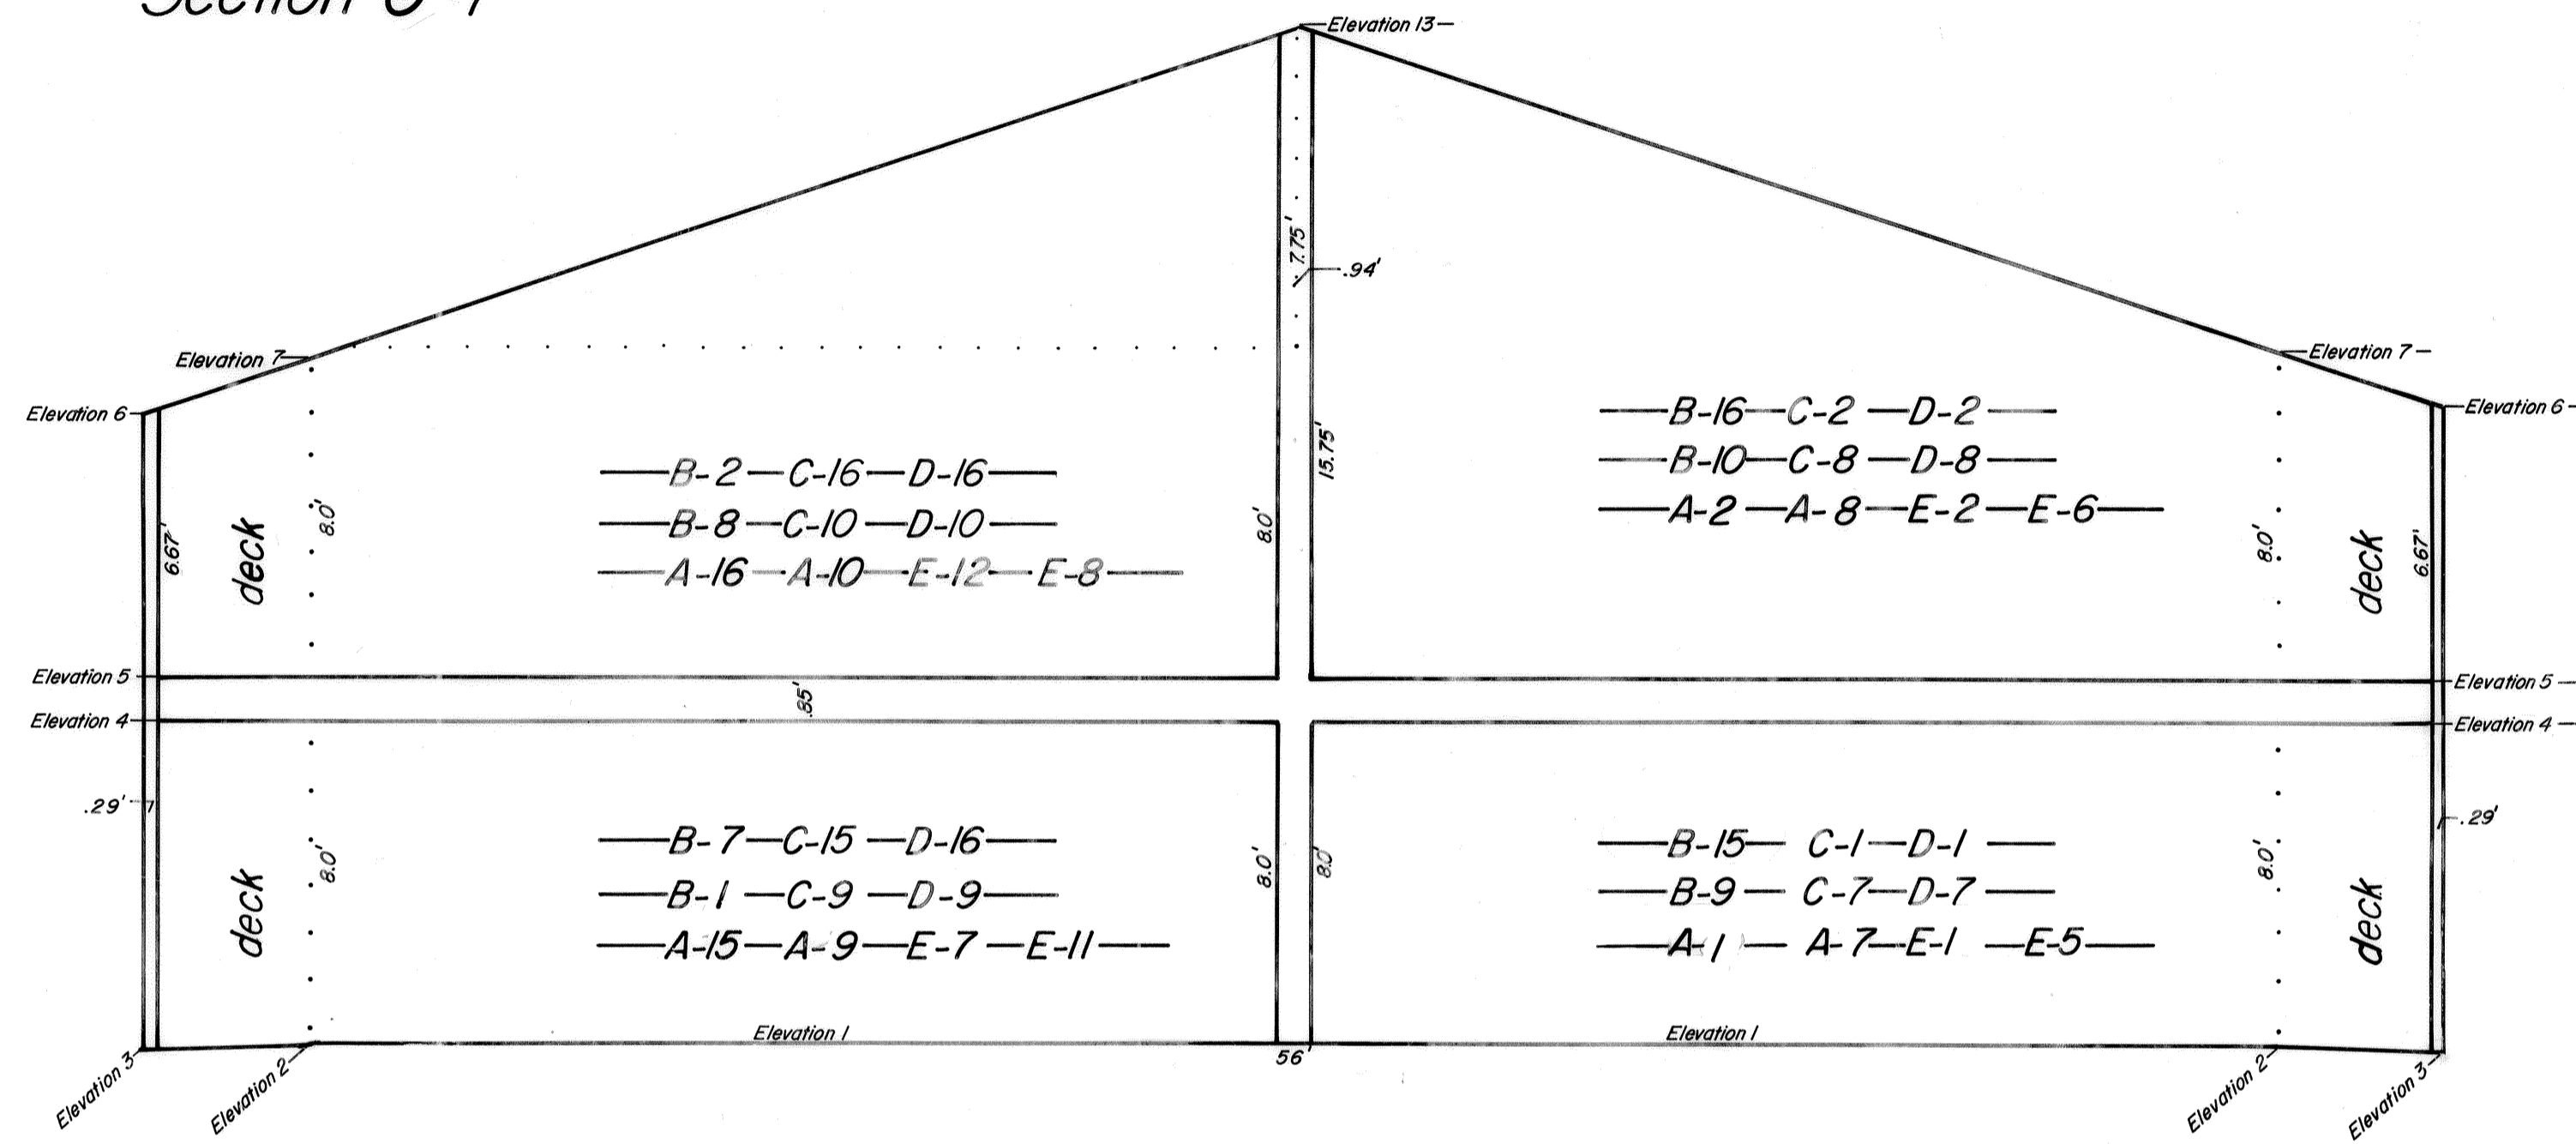 Elevation 13
7.75'
.94'
Elevation 7
Elevation 7
Elevation 6
Elevation 6
B-2—C-16—D-16
B-8—C-10—D-10
A-16—A-10—E-12—E-8
B-16—C-2—D-2
B-10—C-8—D-8
A-2—A-8—E-2—E-6
6.67'
deck
8.0'
8.0'
15.75'
8.0'
deck
6.67'
Elevation 5
Elevation 5
.85'
Elevation 4
Elevation 4
.29'
.29'
B-7—C-15—D-16
B-1—C-9—D-9
A-15—A-9—E-7—E-11
B-15—C-1—D-1
B-9—C-7—D-7
A-1—A-7—E-1—E-5
deck
8.0'
8.0'
8.0'
8.0'
deck
Elevation 1
Elevation 1
56'
Elevation 3
Elevation 2
Elevation 2
Elevation 3